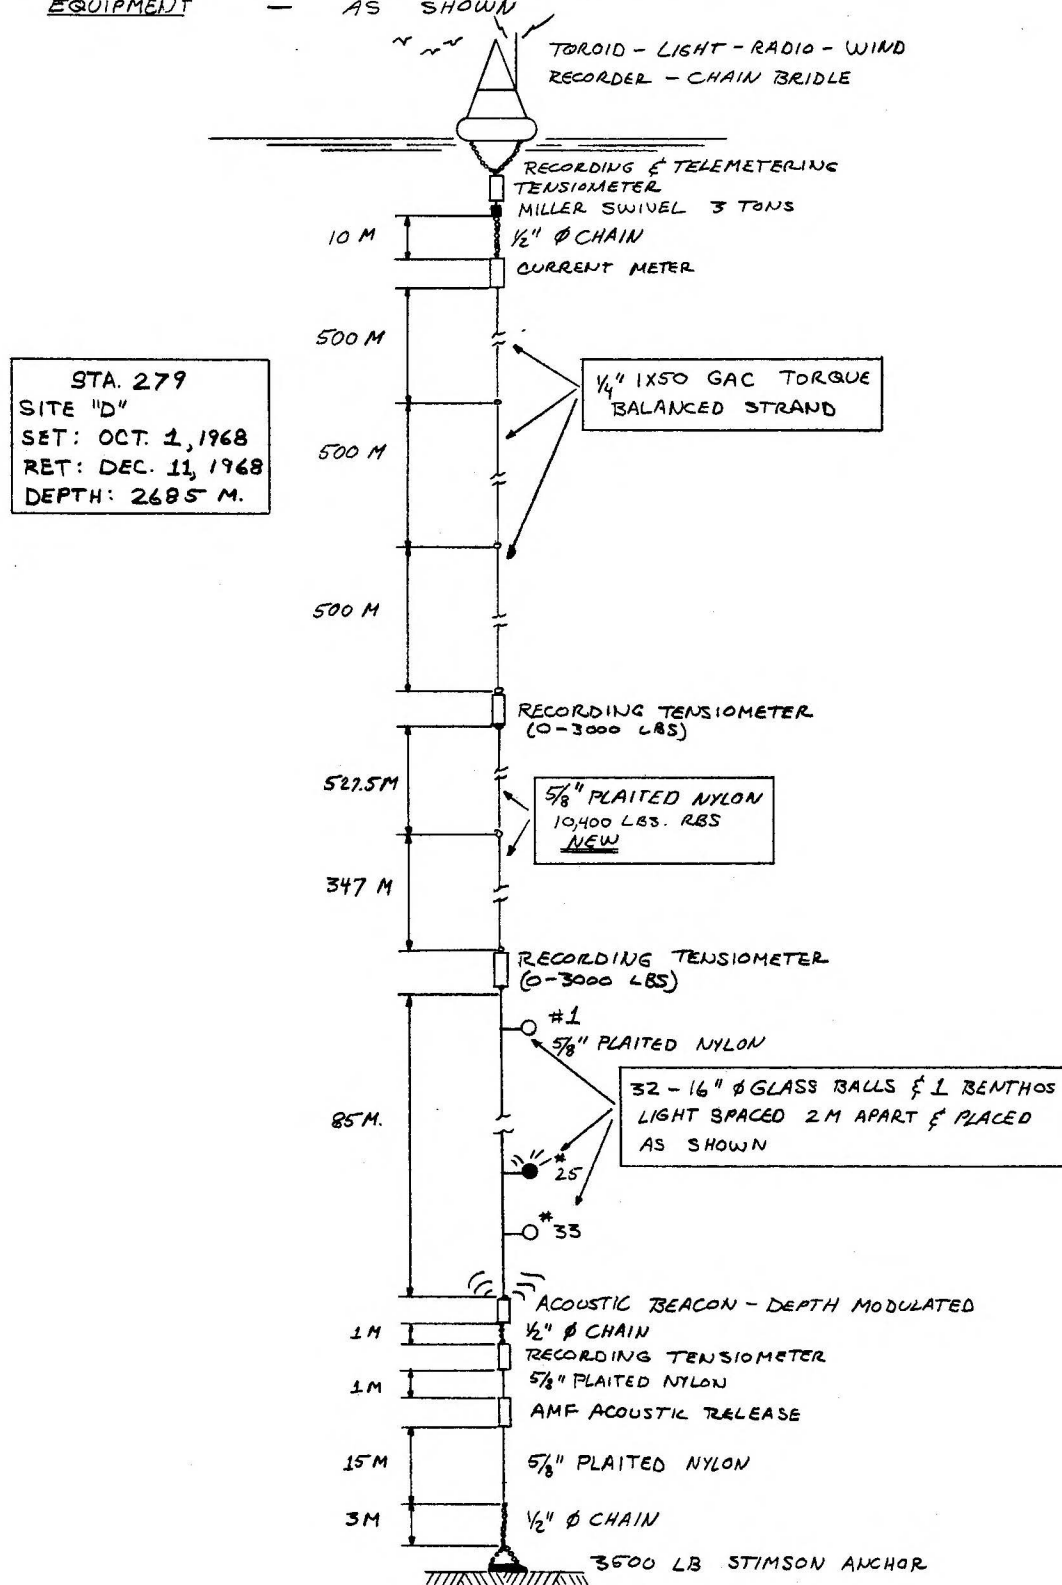 EQUIPMENT — AS SHOWN
TOROID - LIGHT - RADIO - WIND
RECORDER - CHAIN BRIDLE
RECORDING & TELEMETERING
TENSIOMETER
MILLER SWIVEL 3 TONS
10 M
1/2" Ø CHAIN
CURRENT METER
500 M
1/4" 1X50 GAC TORQUE
BALANCED STRAND
STA. 279
SITE "D"
SET: OCT. 1, 1968
RET: DEC. 11, 1968
DEPTH: 2685 M.
500 M
500 M
RECORDING TENSIOMETER
(0-3000 LBS)
527.5M
5/8" PLAITED NYLON
10,400 LBS. RBS
NEW
347 M
RECORDING TENSIOMETER
(0-3000 LBS)
#1
5/8" PLAITED NYLON
32 - 16" Ø GLASS BALLS & 1 BENTHOS
LIGHT SPACED 2M APART & PLACED
AS SHOWN
85M.
#25
#33
ACOUSTIC BEACON - DEPTH MODULATED
1 M
1/2" Ø CHAIN
RECORDING TENSIOMETER
1M
5/8" PLAITED NYLON
AMF ACOUSTIC RELEASE
15 M
5/8" PLAITED NYLON
3M
1/2" Ø CHAIN
LB STIMSON ANCHOR